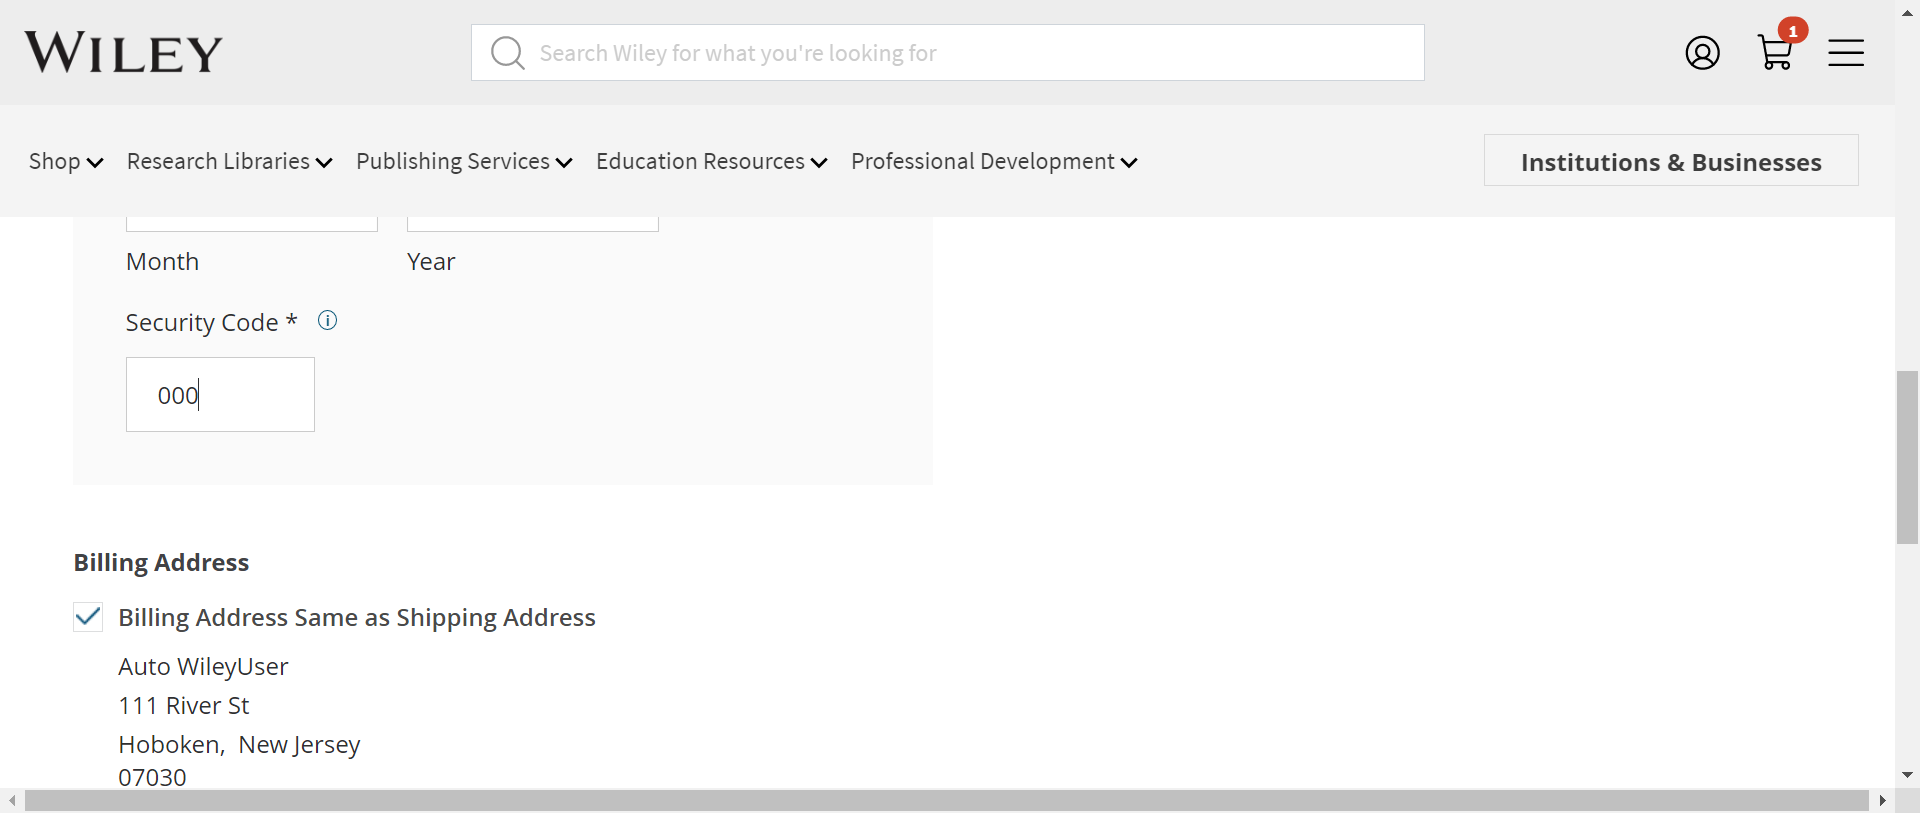 WILEY
Search Wiley for what you're looking for
1
Shop Research Libraries Publishing Services Education Resources Professional Development
Institutions & Businesses
Month Year
Security Code *
000
Billing Address
Billing Address Same as Shipping Address
Auto WileyUser
111 River St
Hoboken, New Jersey
07030